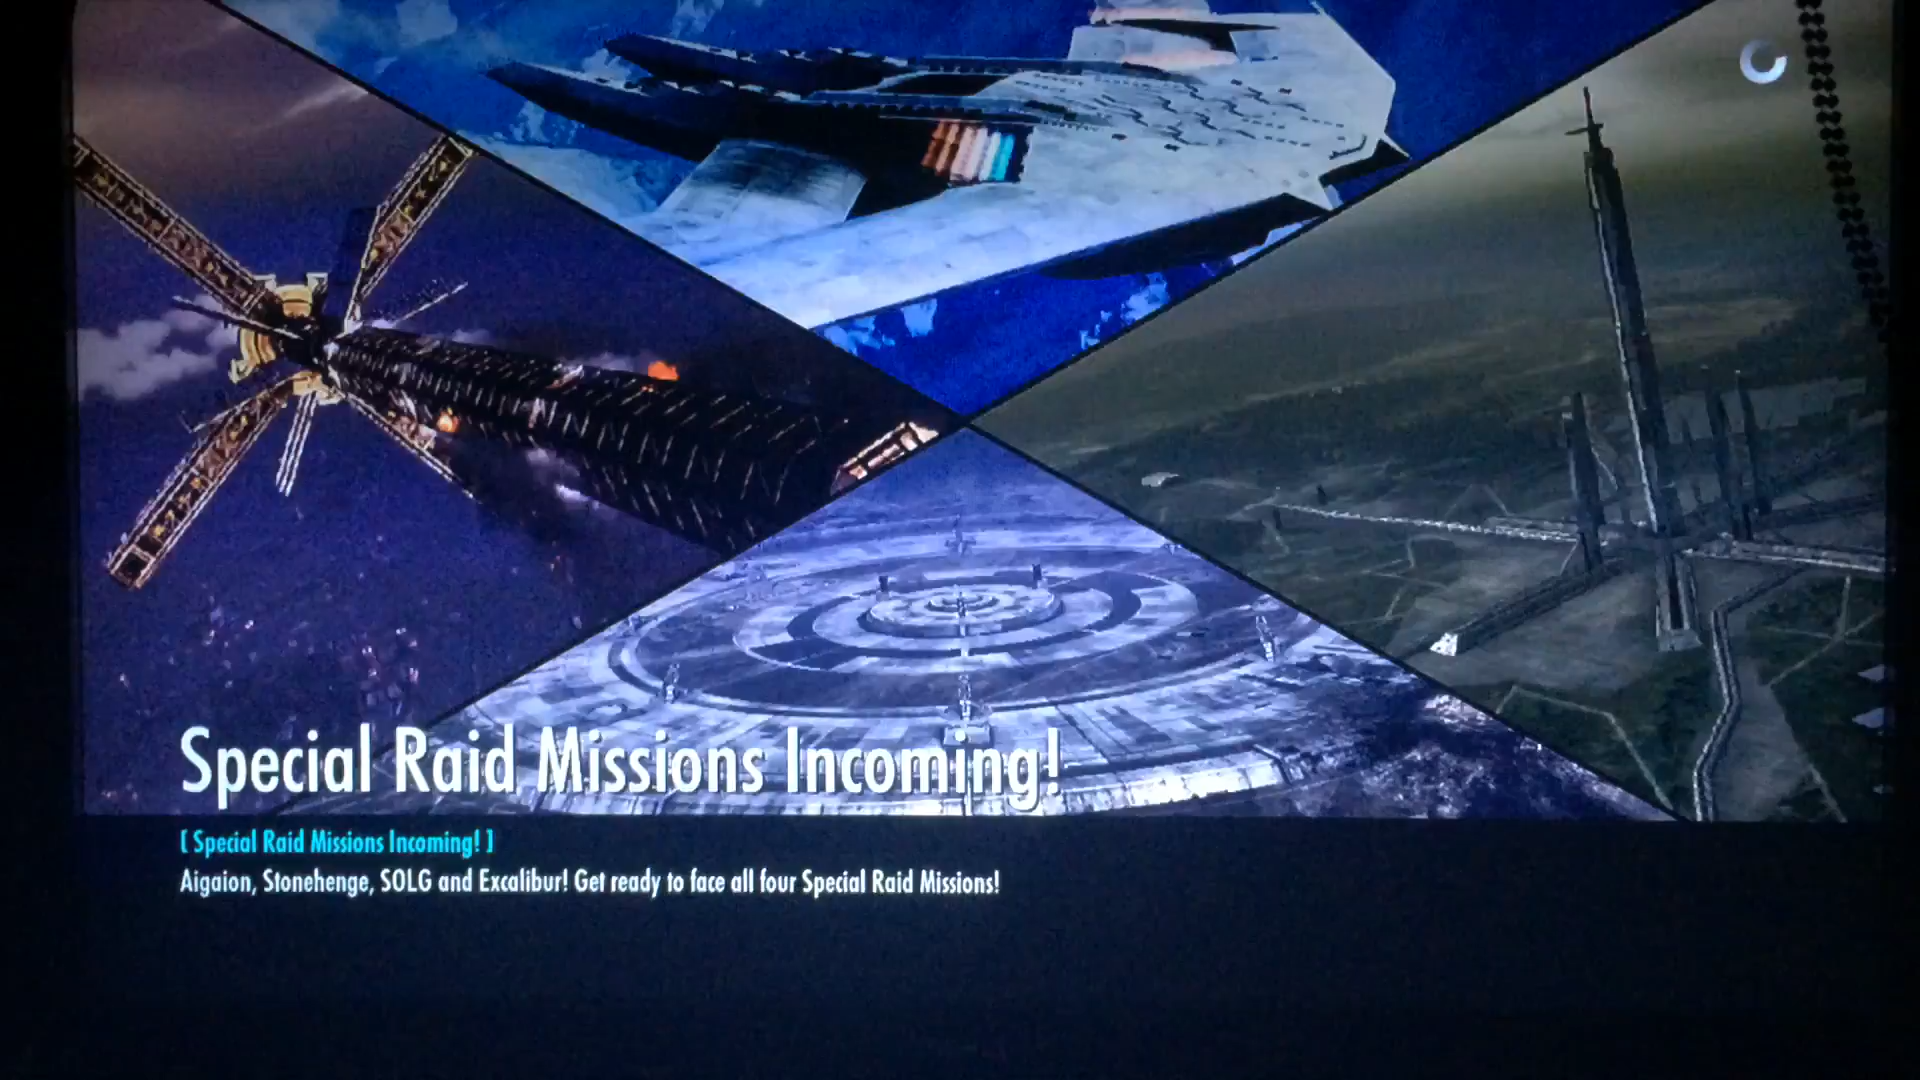 Special Raid Missions Incoming!
[ Special Raid Missions Incoming! ]
Aigaion, Stonehenge, SOLG and Excalibur! Get ready to face all four Special Raid Missions!